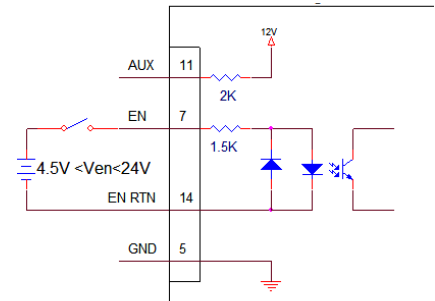 12V
AUX 11
2K
EN 7
1.5K
4.5V <Ven<24V
EN RTN 14
GND 5